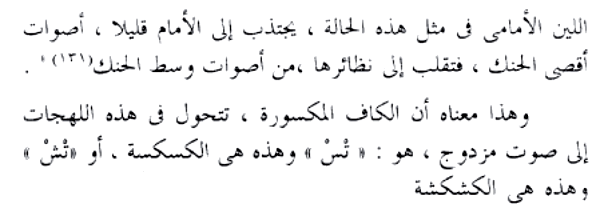 اللين الأمامى فى مثل هذه الحالة ، يجتذب إلى الأمام قليلا ، أصوات
أقصى الحنك ، فتقلب إلى نظائرها ،من أصوات وسط الحنك(١٣١) » .
وهذا معناه أن الكاف المكسورة ، تتحول فى هذه اللهجات
إلى صوت مزدوج ، هو : « تْسْ » وهذه هى الكسكسة ، أو « تْشْ »
وهذه هى الكشكشة